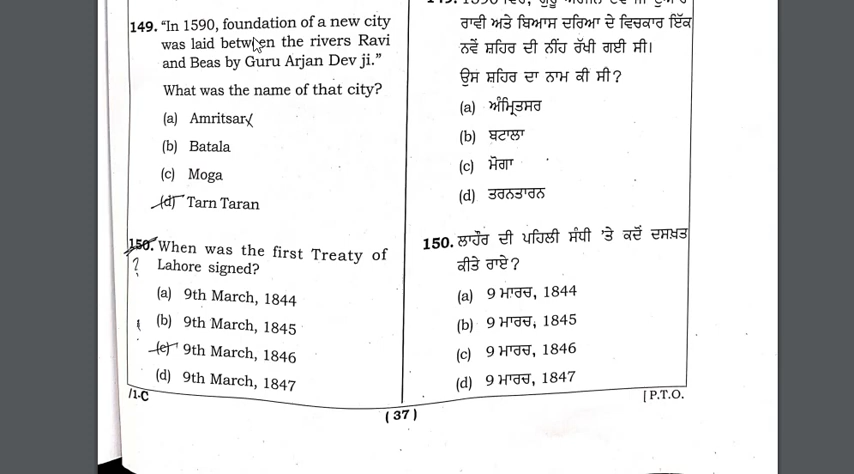 149. “In 1590, foundation of a new city
was laid between the rivers Ravi
and Beas by Guru Arjan Dev ji.”
What was the name of that city?
(a) Amritsar
(b) Batala
(c) Moga
(d) Tarn Taran
150. When was the first Treaty of
? Lahore signed?
(a) 9th March, 1844
(b) 9th March, 1845
(c) 9th March, 1846
(d) 9th March, 1847
/1-C
ਰਾਵੀ ਅਤੇ ਬਿਆਸ ਦਰਿਆ ਦੇ ਵਿਚਕਾਰ ਇੱਕ
ਨਵੇਂ ਸ਼ਹਿਰ ਦੀ ਨੀਂਹ ਰੱਖੀ ਗਈ ਸੀ।
ਉਸ ਸ਼ਹਿਰ ਦਾ ਨਾਮ ਕੀ ਸੀ?
(a) ਅੰਮ੍ਰਿਤਸਰ
(b) ਬਟਾਲਾ
(c) ਮੋਗਾ
(d) ਤਰਨਤਾਰਨ
150. ਲਾਹੌਰ ਦੀ ਪਹਿਲੀ ਸੰਧੀ 'ਤੇ ਕਦੋਂ ਦਸਖ਼ਤ
ਕੀਤੇ ਗਏ?
(a) 9 ਮਾਰਚ, 1844
(b) 9 ਮਾਰਚ, 1845
(c) 9 ਮਾਰਚ, 1846
(d) 9 ਮਾਰਚ, 1847
(37)
[P.T.O.